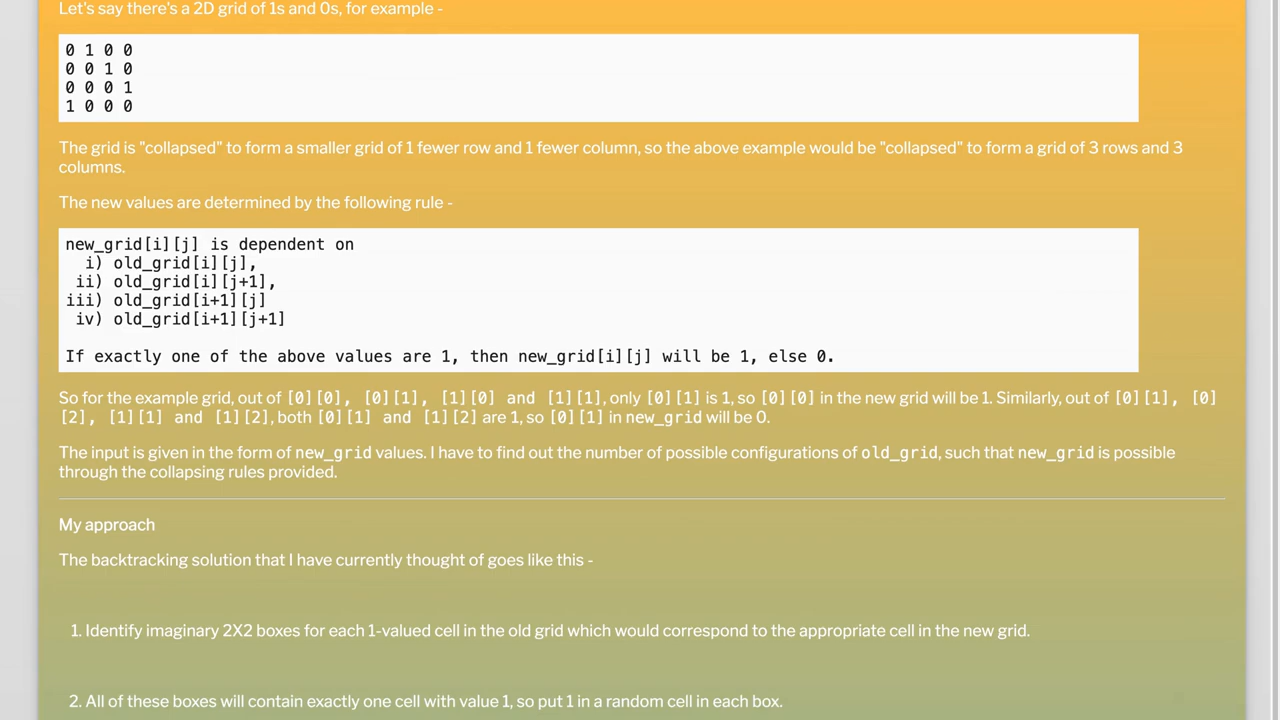 Let's say there's a 2D grid of 1s and 0s, for example -
0 1 0 0
0 0 1 0
0 0 0 1
1 0 0 0
The grid is "collapsed" to form a smaller grid of 1 fewer row and 1 fewer column, so the above example would be "collapsed" to form a grid of 3 rows and 3
columns.
The new values are determined by the following rule -
new_grid[i][j] is dependent on
i) old_grid[i][j],
ii) old_grid[i][j+1],
iii) old_grid[i+1][j]
iv) old_grid[i+1][j+1]
If exactly one of the above values are 1, then new_grid[i][j] will be 1, else 0.
So for the example grid, out of [0][0], [0][1], [1][0] and [1][1], only [0][1] is 1, so [0][0] in the new grid will be 1. Similarly, out of [0][1], [0]
[2], [1][1] and [1][2], both [0][1] and [1][2] are 1, so [0][1] in new_grid will be 0.
The input is given in the form of new_grid values. I have to find out the number of possible configurations of old_grid, such that new_grid is possible
through the collapsing rules provided.
My approach
The backtracking solution that I have currently thought of goes like this -
1. Identify imaginary 2X2 boxes for each 1-valued cell in the old grid which would correspond to the appropriate cell in the new grid.
2. All of these boxes will contain exactly one cell with value 1, so put 1 in a random cell in each box.